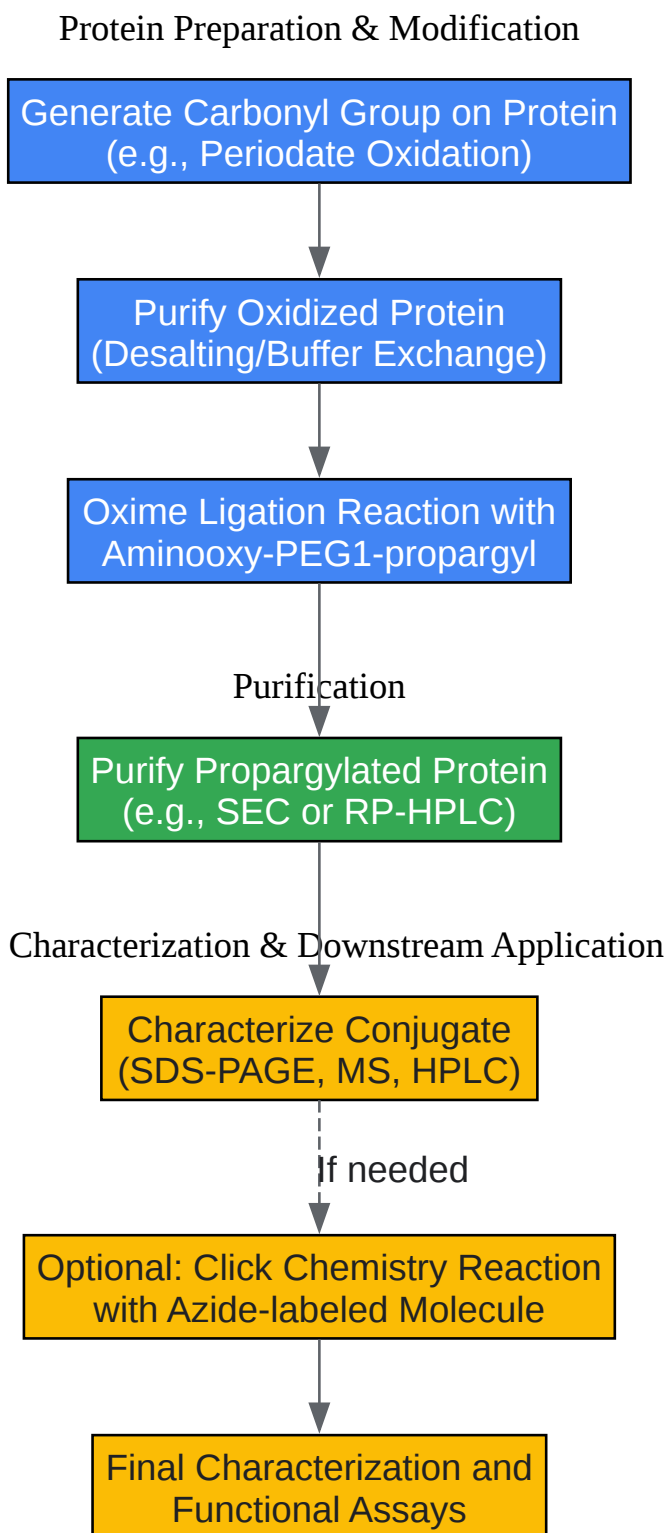 Protein Preparation & Modification
Generate Carbonyl Group on Protein
(e.g., Periodate Oxidation)
Purify Oxidized Protein
(Desalting/Buffer Exchange)
Oxime Ligation Reaction with
Aminooxy-PEG1-propargyl
Purification
Purify Propargylated Protein
(e.g., SEC or RP-HPLC)
Characterization & Downstream Application
Characterize Conjugate
(SDS-PAGE, MS, HPLC)
If needed
Optional: Click Chemistry Reaction
with Azide-labeled Molecule
Final Characterization and
Functional Assays